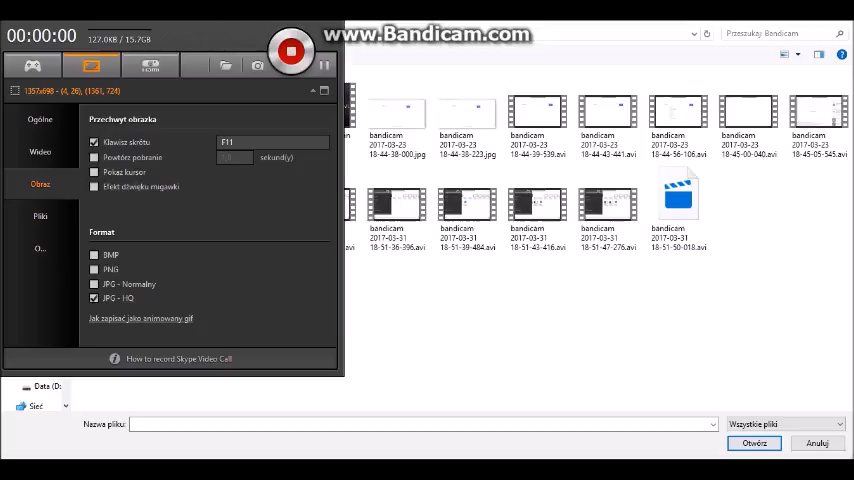 www.Bandicam.com
00:00:00
127.0KB / 15.7GB
Przeszukaj Bandicam
HDMI
1357x698 - (4, 26), (1361, 724)
Ogólne
Wideo
Obraz
Pliki
O...
Przechwyt obrazka
Klawisz skrótu
F11
Powtórz pobranie
sekund(y)
Pokaż kursor
Efekt dźwięku migawki
Format
BMP
PNG
JPG - Normalny
JPG - HQ
Jak zapisać jako animowany gif
How to record Skype Video Call
bandicam
2017-03-23
18-44-38-000.jpg
bandicam
2017-03-23
18-44-38-223.jpg
bandicam
2017-03-23
18-44-39-539.avi
bandicam
2017-03-23
18-44-43-441.avi
bandicam
2017-03-23
18-44-56-106.avi
bandicam
2017-03-23
18-45-00-040.avi
bandicam
2017-03-23
18-45-05-545.avi
bandicam
2017-03-31
18-51-36-396.avi
bandicam
2017-03-31
18-51-39-484.avi
bandicam
2017-03-31
18-51-43-416.avi
bandicam
2017-03-31
18-51-47-276.avi
bandicam
2017-03-31
18-51-50-018.avi
Data (D:
Sieć
Nazwa pliku:
Wszystkie pliki
Otwórz
Anuluj